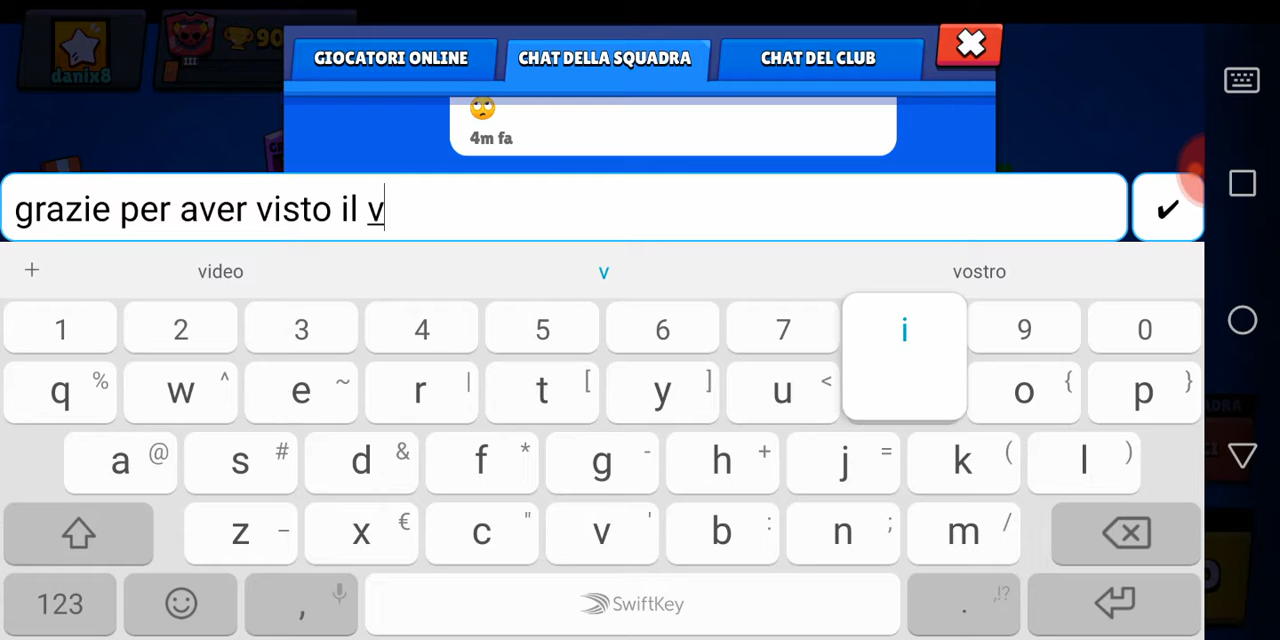 danix8
III
90
GIOCATORI ONLINE
CHAT DELLA SQUADRA
CHAT DEL CLUB
🙄
4m fa
grazie per aver visto il v
✔
+ video v vostro
1 2 3 4 5 6 7 i 9 0
q % w ^ e ~ r | t [ y ] u < o { p }
a @ s # d & f * g - h + j = k ( l )
z _ x € c " v ' b : n ; m /
123 , SwiftKey . ,!?